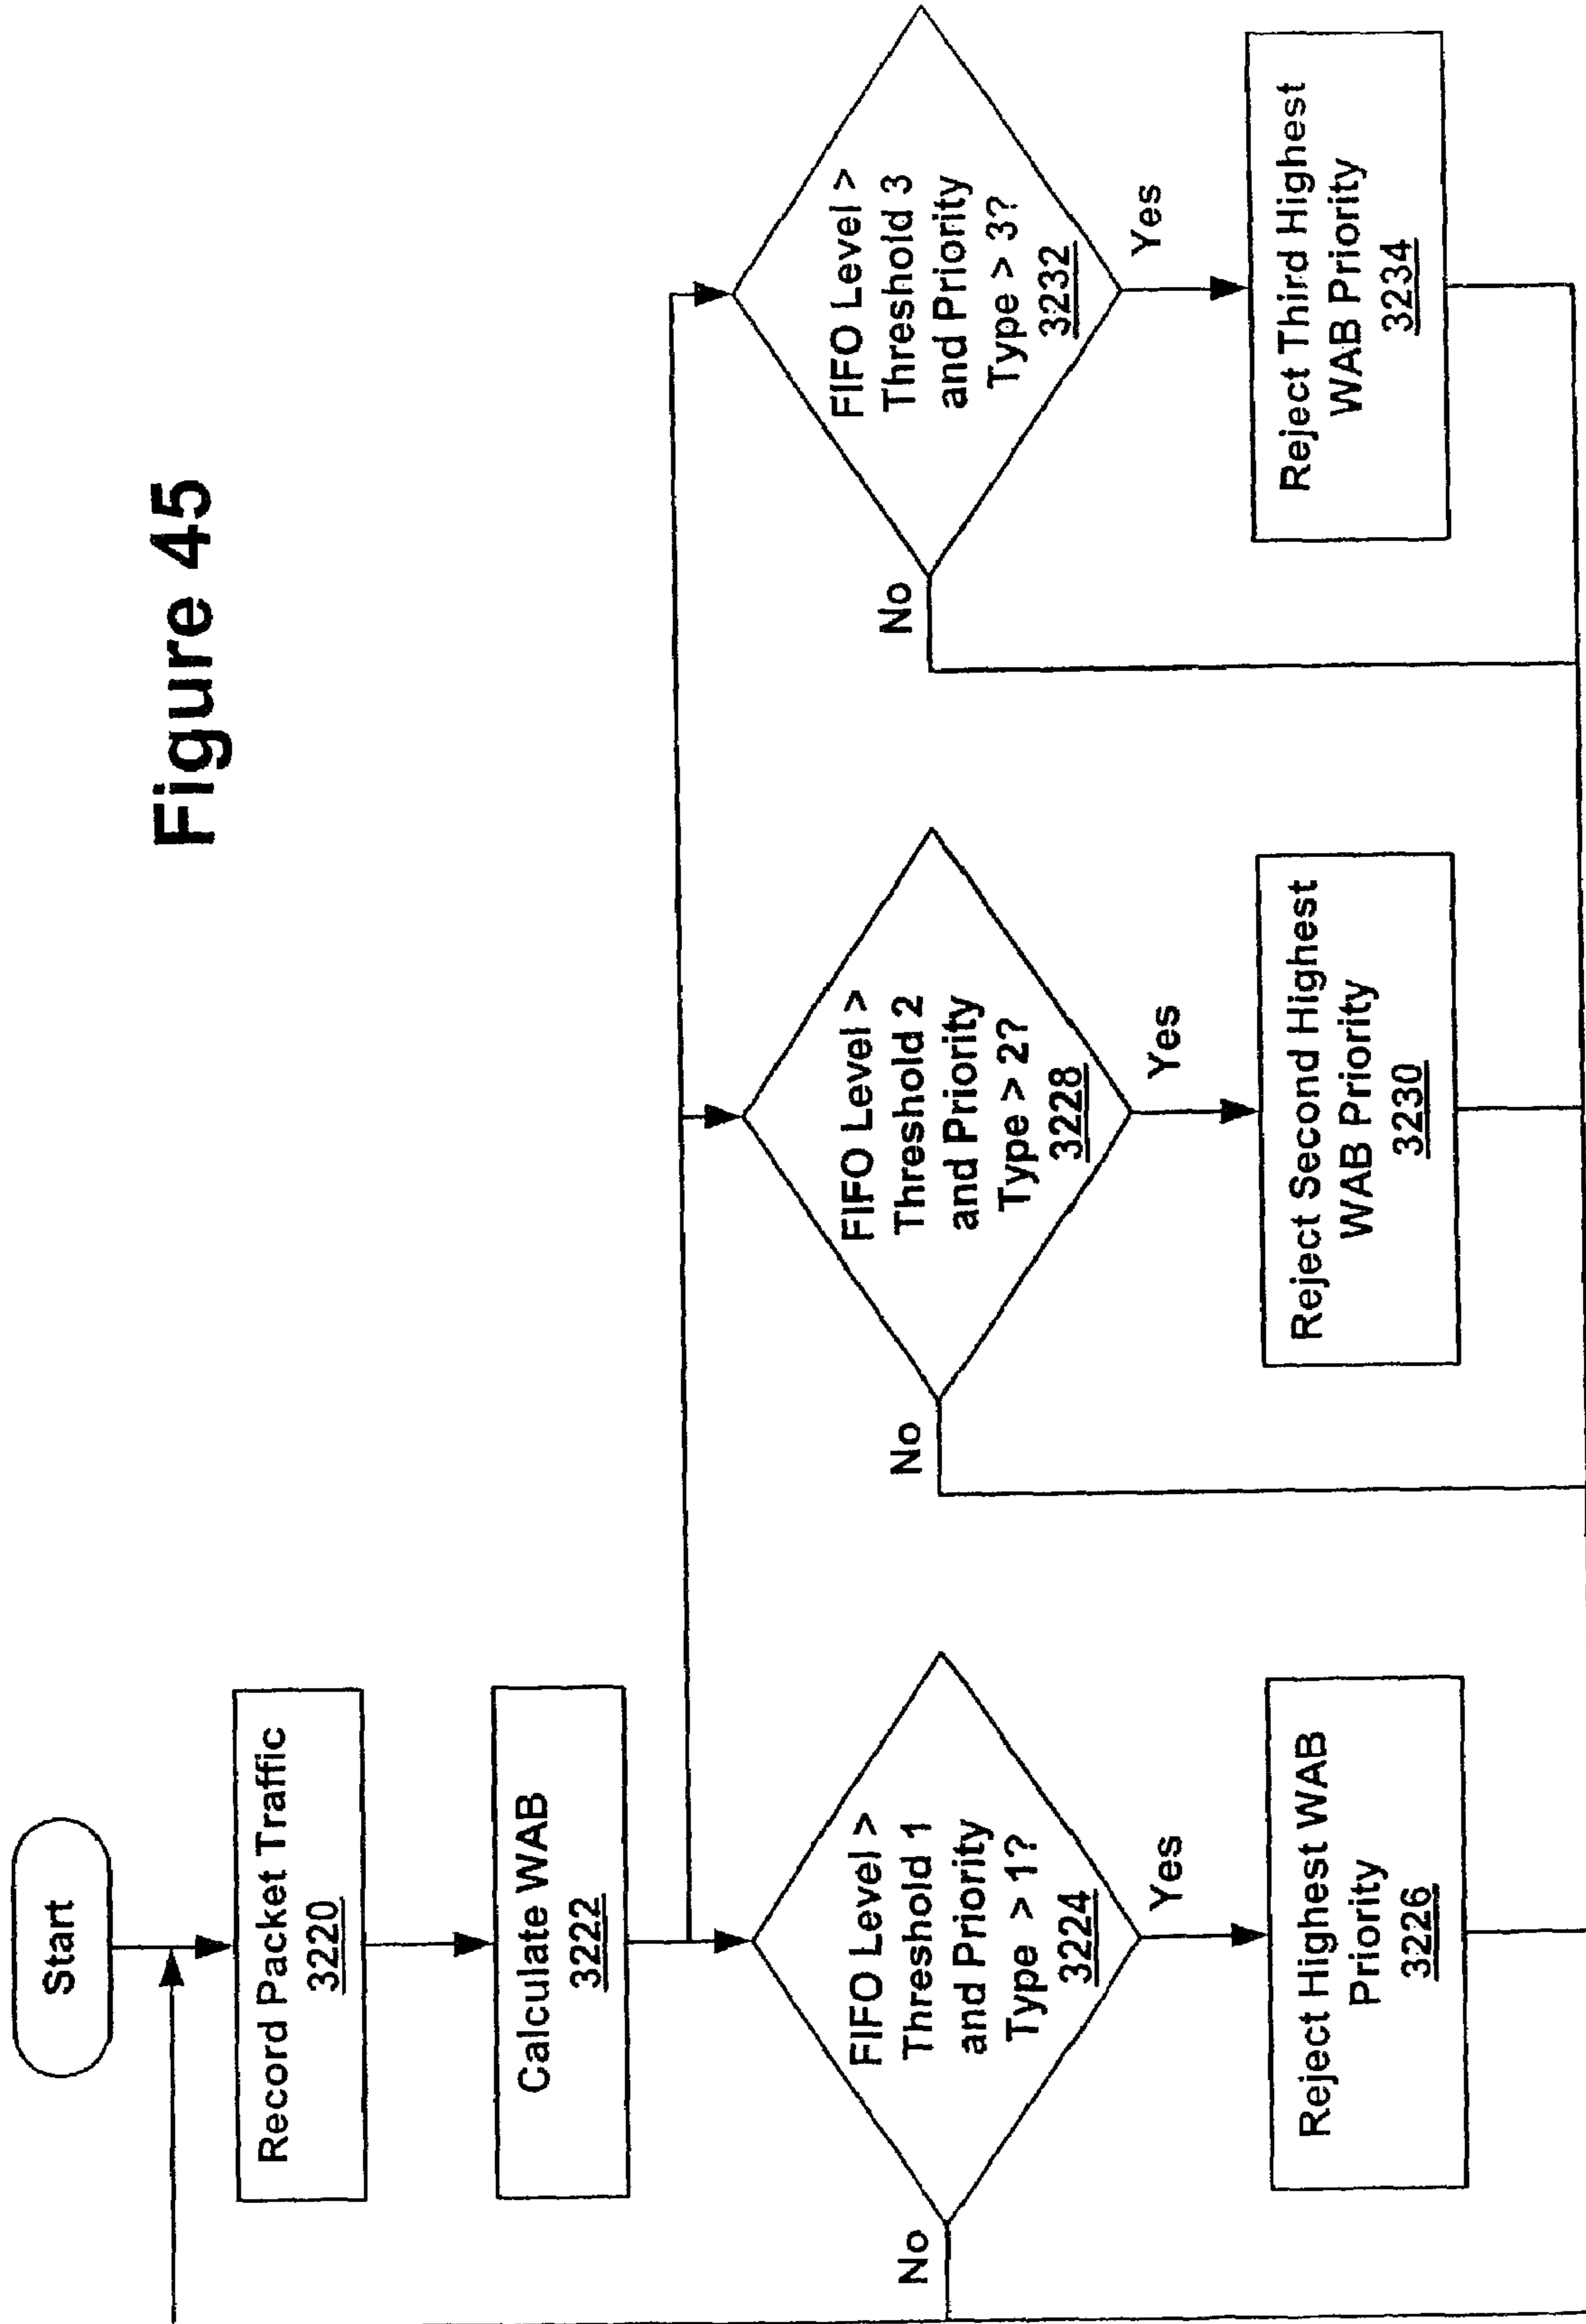 Figure 45
Start
Record Packet Traffic
3220
Calculate WAB
3222
FIFO Level >
Threshold 1
and Priority
Type > 1?
3224
No
Yes
Reject Highest WAB
Priority
3226
FIFO Level >
Threshold 2
and Priority
Type > 2?
3228
No
Yes
Reject Second Highest
WAB Priority
3230
FIFO Level >
Threshold 3
and Priority
Type > 3?
3232
No
Yes
Reject Third Highest
WAB Priority
3234